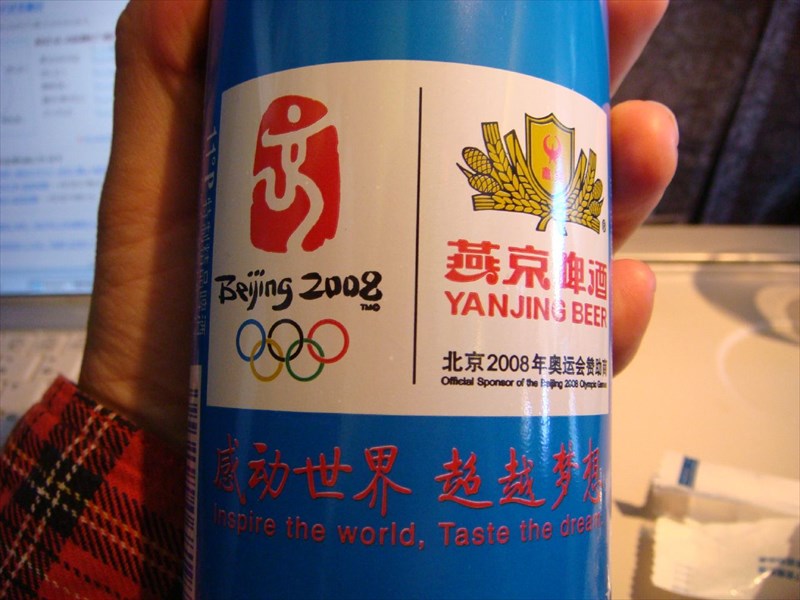 Beijing 2008
TM©
燕京啤酒
®
YANJING BEER
北京2008年奥运会赞助商
Official Sponsor of the Beijing 2008 Olympic Games
感动世界 超越梦想
Inspire the world, Taste the dream
11°P